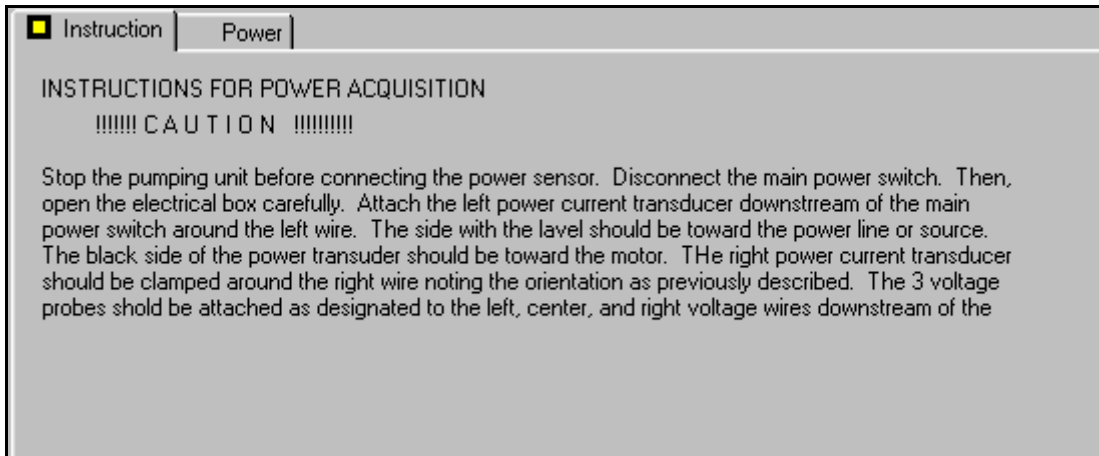 Instruction Power
INSTRUCTIONS FOR POWER ACQUISITION
!!!!!!! C A U T I O N !!!!!!!!!!
Stop the pumping unit before connecting the power sensor. Disconnect the main power switch. Then,
open the electrical box carefully. Attach the left power current transducer downstrream of the main
power switch around the left wire. The side with the lavel should be toward the power line or source.
The black side of the power transuder should be toward the motor. THe right power current transducer
should be clamped around the right wire noting the orientation as previously described. The 3 voltage
probes shold be attached as designated to the left, center, and right voltage wires downstream of the